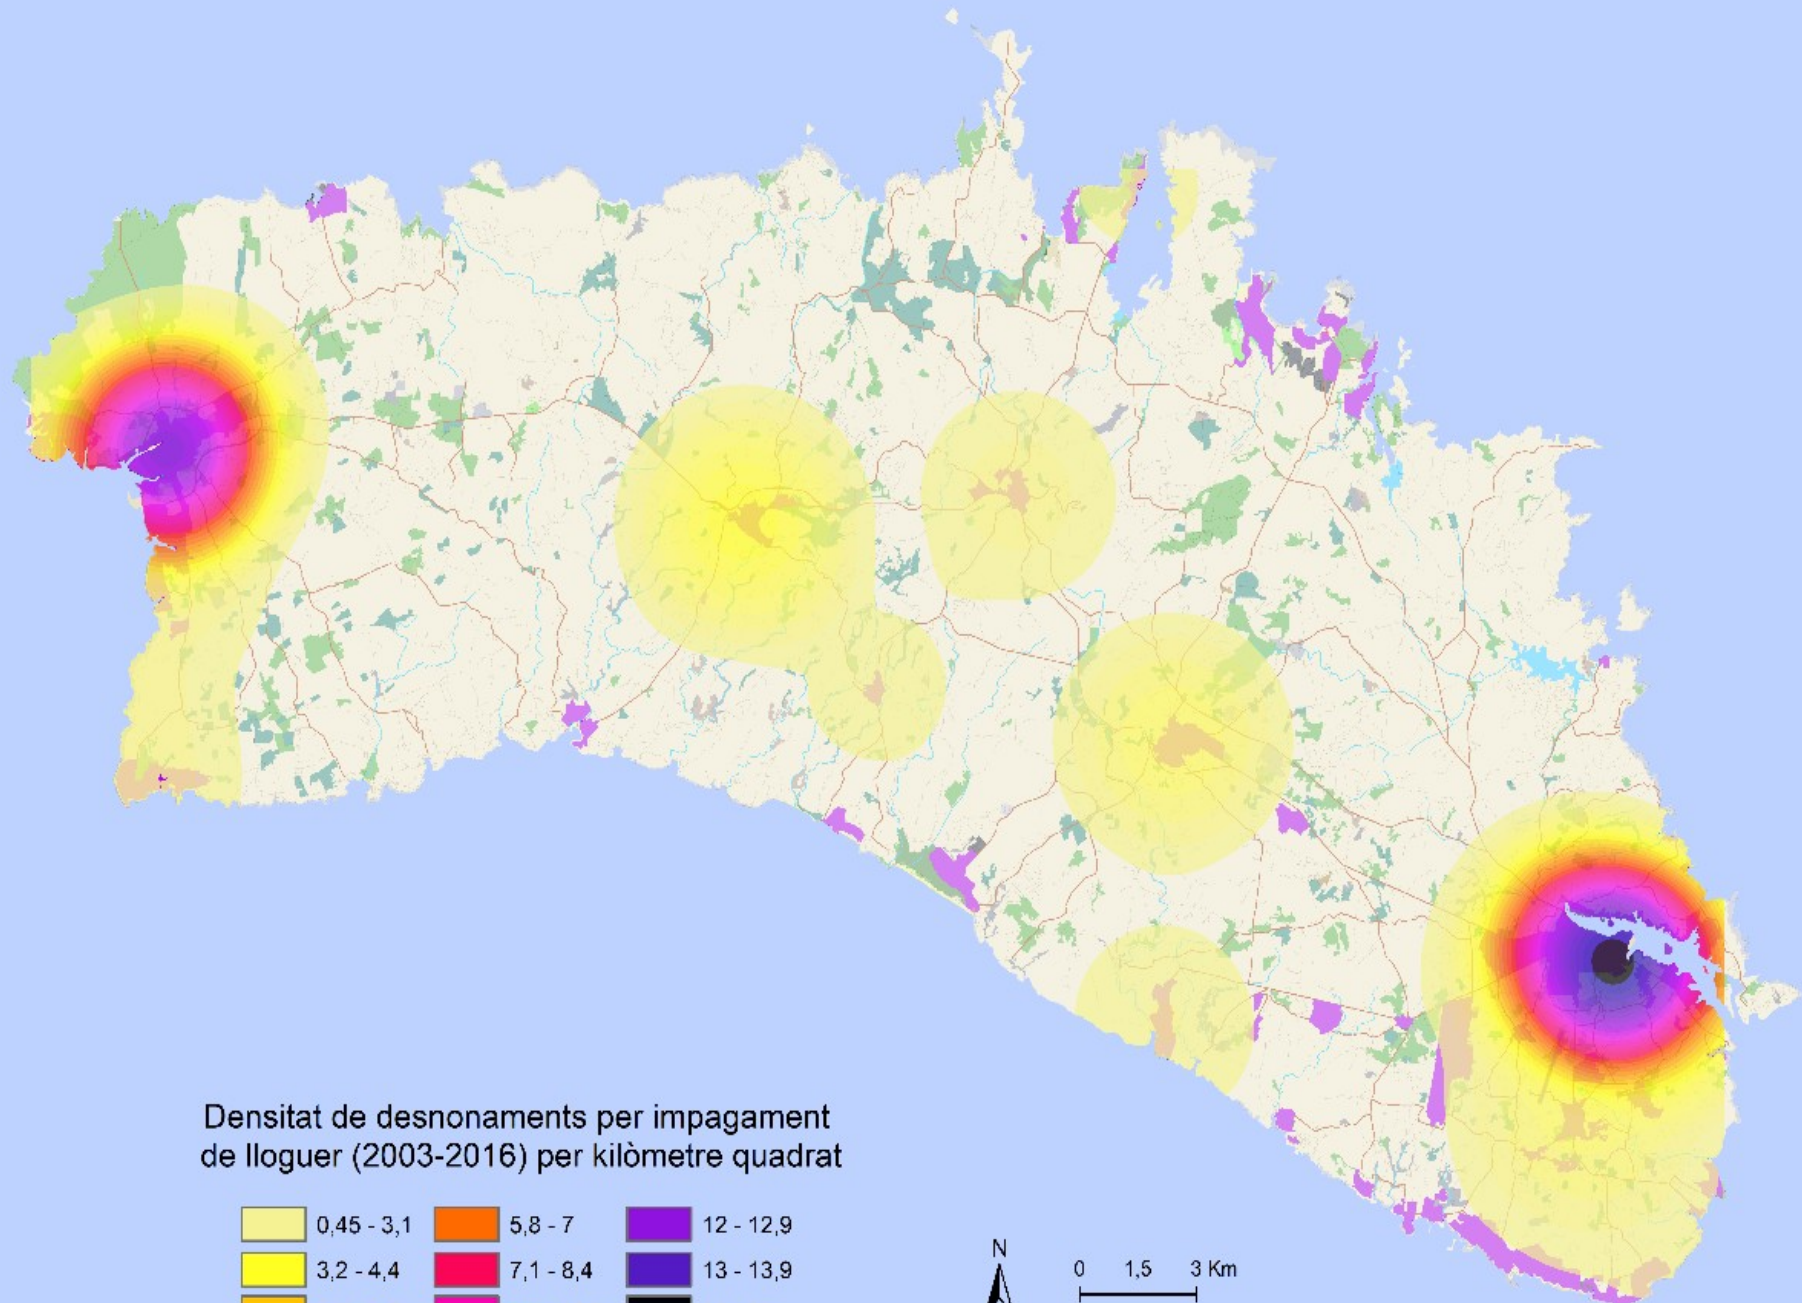 Densitat de desnonaments per impagament
de lloguer (2003-2016) per kilòmetre quadrat
0,45 - 3,1 5,8 - 7 12 - 12,9
3,2 - 4,4 7,1 - 8,4 13 - 13,9
N
0 1,5 3 Km